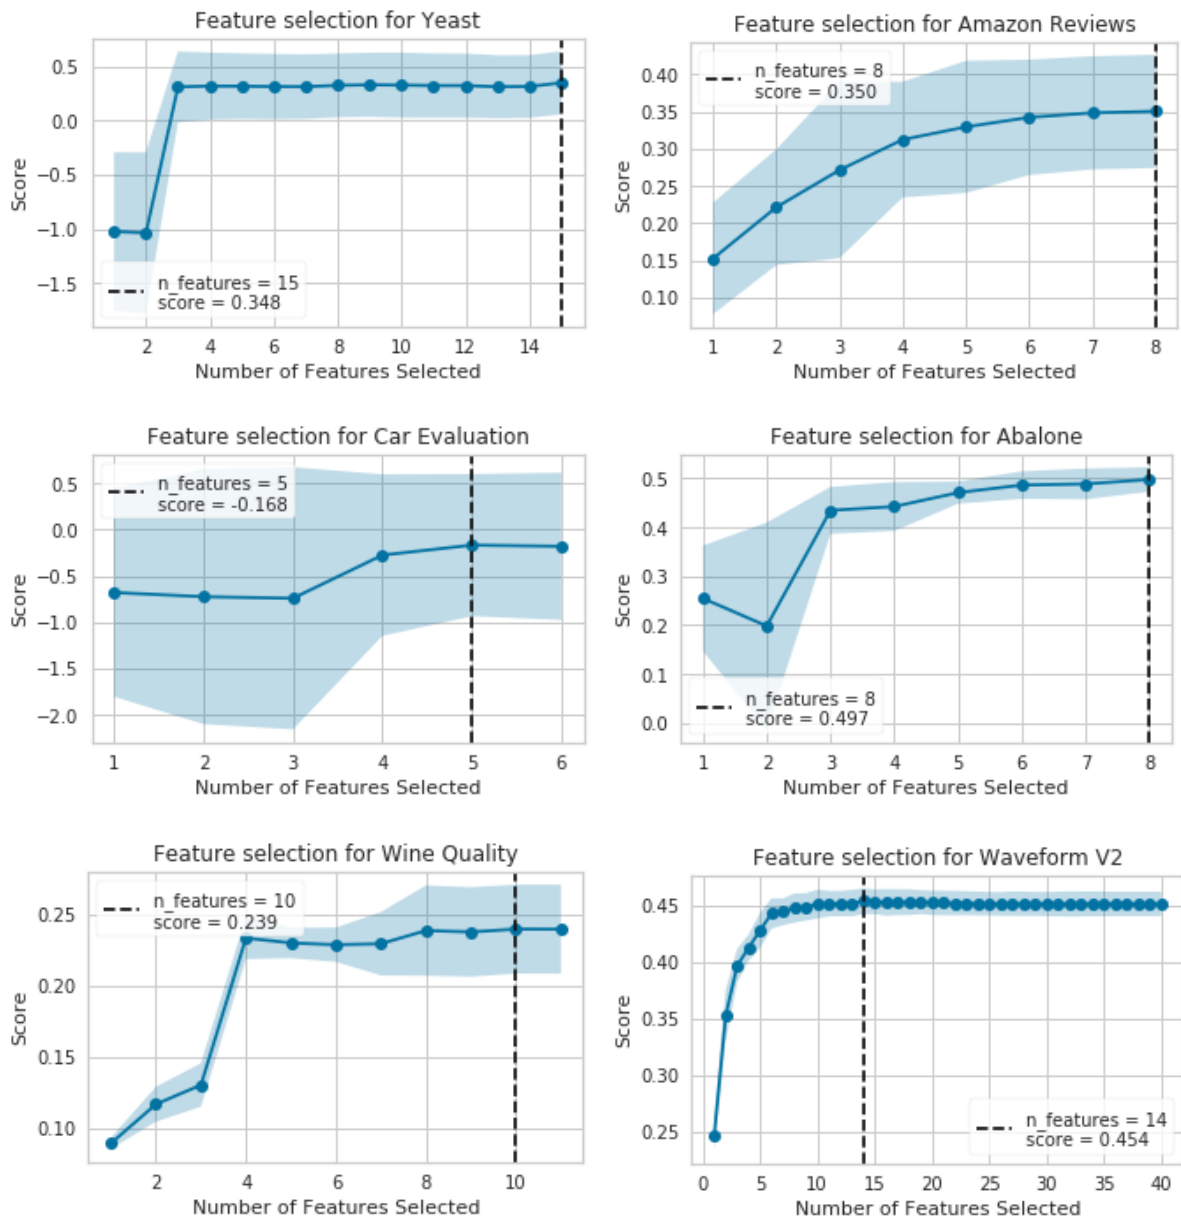 Feature selection for Yeast
0.5
0.0
−0.5
−1.0
−1.5
Score
n_features = 15
score = 0.348
2 4 6 8 10 12 14
Number of Features Selected
Feature selection for Amazon Reviews
0.40
0.35
0.30
0.25
0.20
0.15
0.10
Score
n_features = 8
score = 0.350
1 2 3 4 5 6 7 8
Number of Features Selected
Feature selection for Car Evaluation
0.5
0.0
−0.5
−1.0
−1.5
−2.0
Score
n_features = 5
score = -0.168
1 2 3 4 5 6
Number of Features Selected
Feature selection for Abalone
0.5
0.4
0.3
0.2
0.1
0.0
Score
n_features = 8
score = 0.497
1 2 3 4 5 6 7 8
Number of Features Selected
Feature selection for Wine Quality
0.25
0.20
0.15
0.10
Score
n_features = 10
score = 0.239
2 4 6 8 10
Number of Features Selected
Feature selection for Waveform V2
0.45
0.40
0.35
0.30
0.25
Score
n_features = 14
score = 0.454
0 5 10 15 20 25 30 35 40
Number of Features Selected